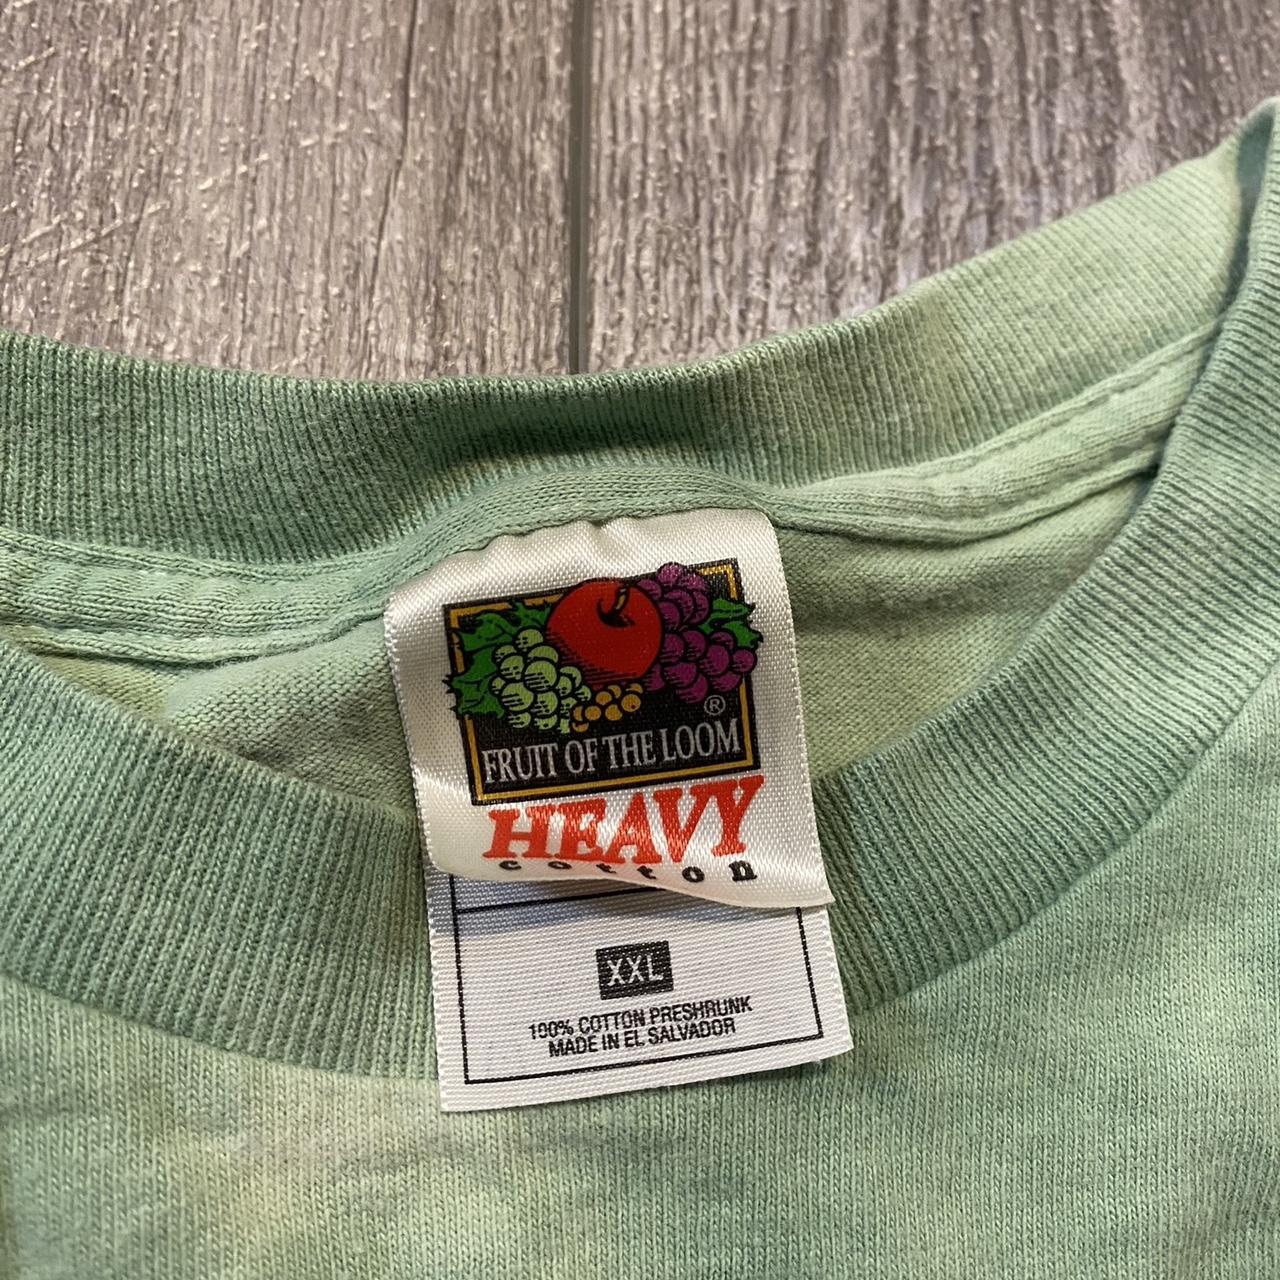 ®
FRUIT OF THE LOOM
HEAVY
cotton
XXL
100% COTTON PRESHRUNK
MADE IN EL SALVADOR